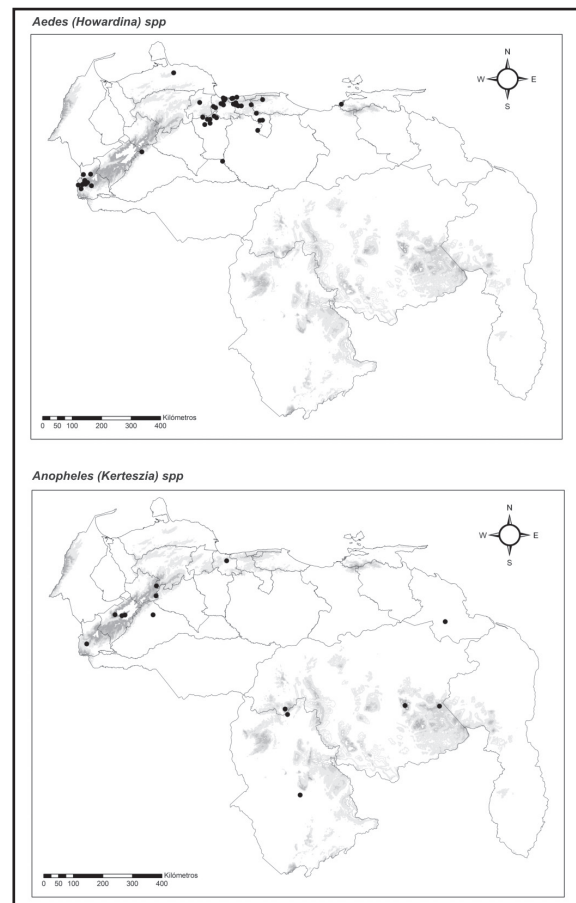 Aedes (Howardina) spp
N
W E
S
Kilómetros
0 50 100 200 300 400
Anopheles (Kerteszia) spp
N
W E
S
Kilómetros
0 50 100 200 300 400